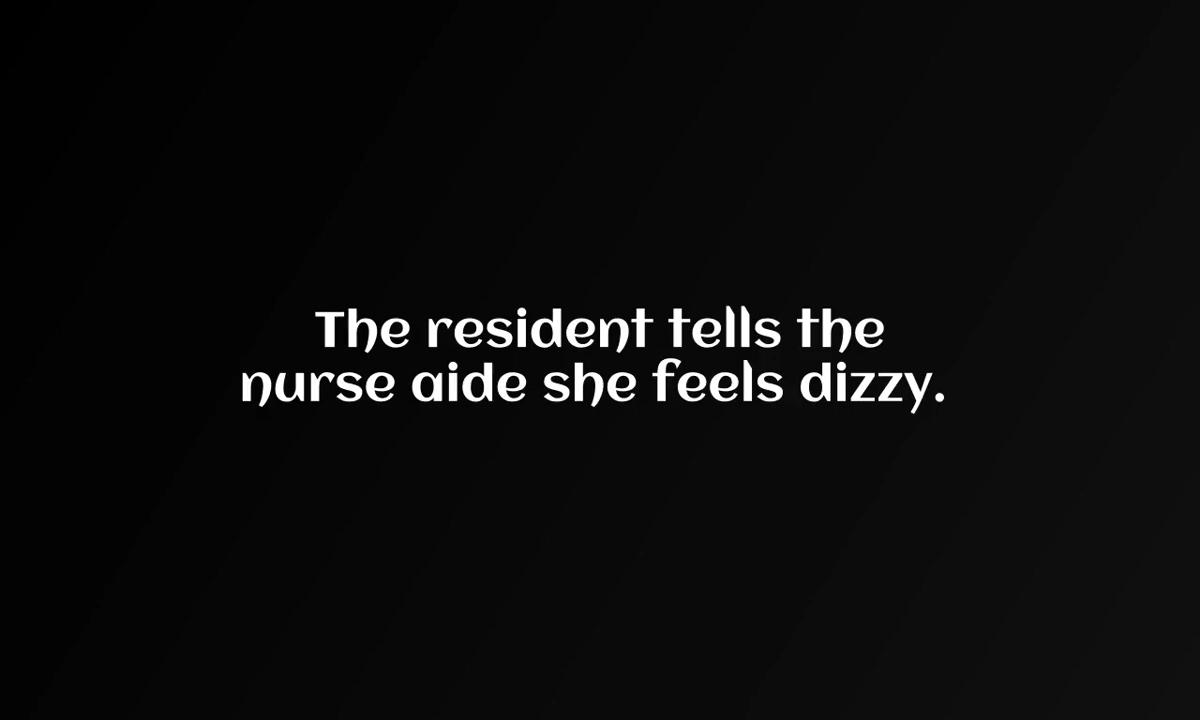 The resident tells the
nurse aide she feels dizzy.